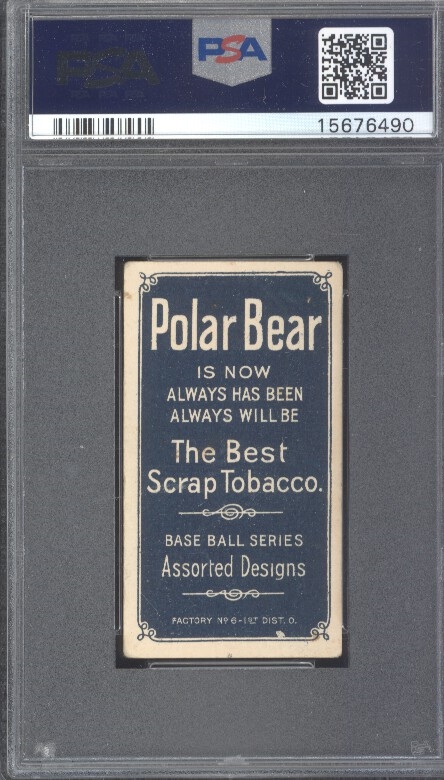 PSA
PSA
15676490
Polar Bear
IS NOW
ALWAYS HAS BEEN
ALWAYS WILL BE
The Best
Scrap Tobacco.
BASE BALL SERIES
Assorted Designs
FACTORY Nº 6-1ST DIST. O.